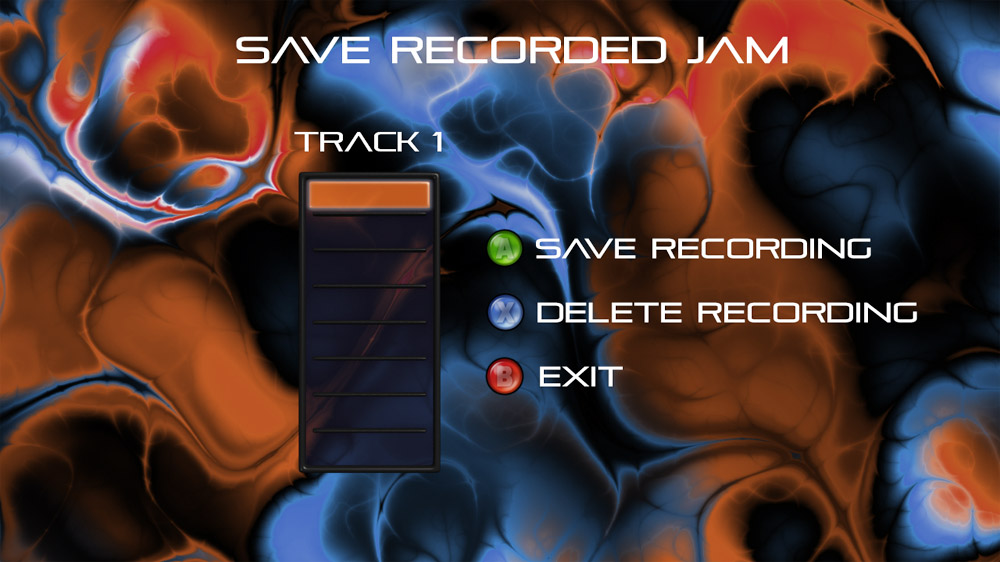 SAVE RECORDED JAM
TRACK 1
A SAVE RECORDING
X DELETE RECORDING
B EXIT